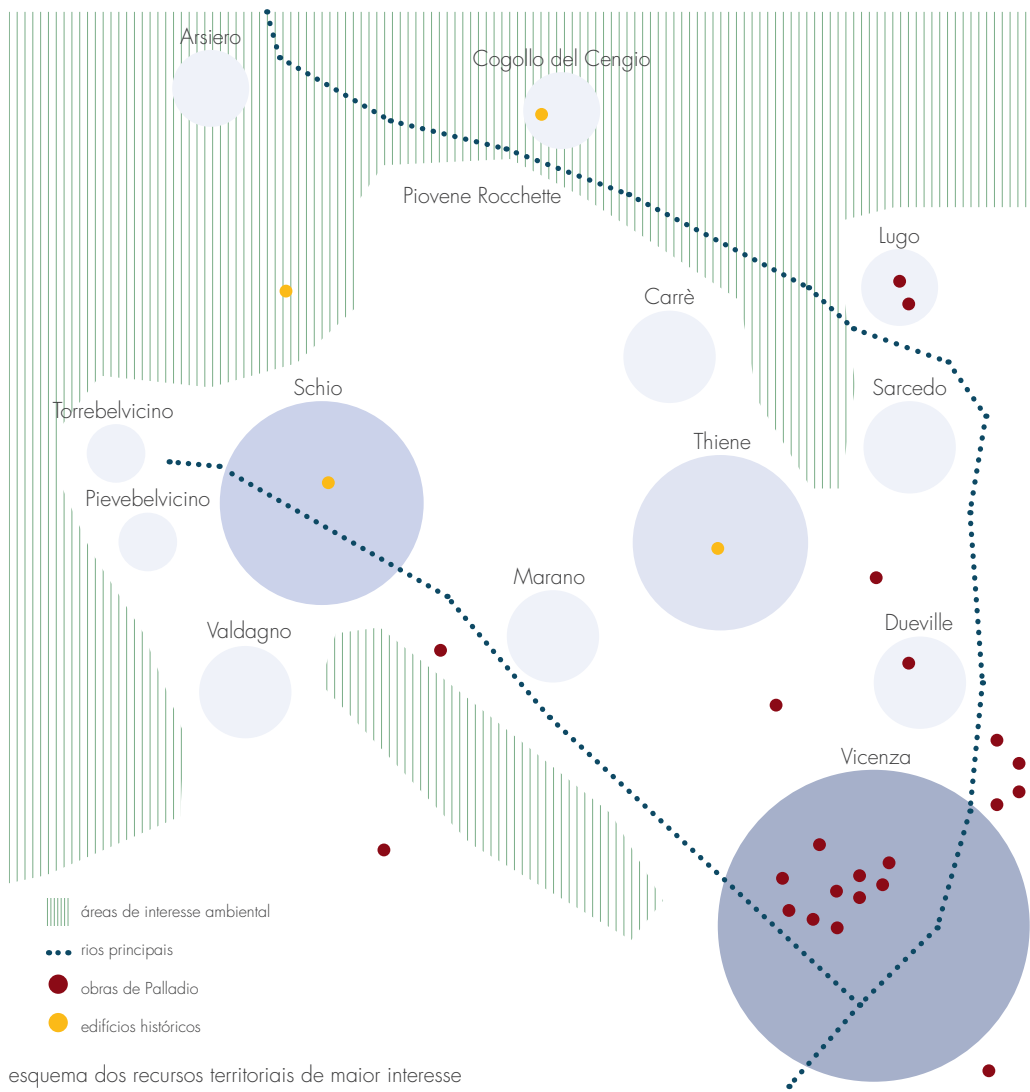 Arsiero
Cogollo del Cengio
Piovene Rocchette
Lugo
Carrè
Schio
Sarcedo
Torrebelvicino
Thiene
Pievebelvicino
Marano
Dueville
Valdagno
Vicenza
áreas de interesse ambiental
rios principais
obras de Palladio
edifícios históricos
esquema dos recursos territoriais de maior interesse